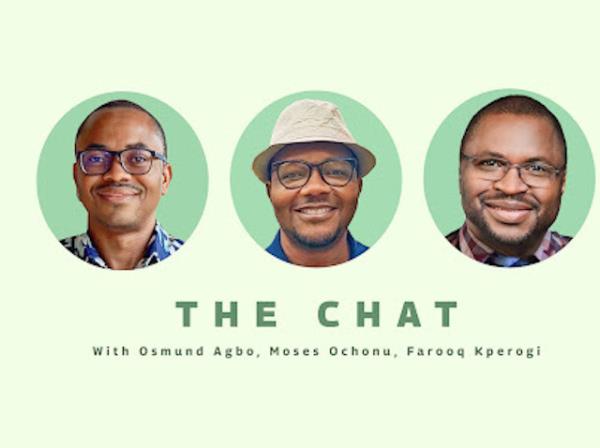 THE CHAT
With Osmund Agbo, Moses Ochonu, Farooq Kperogi